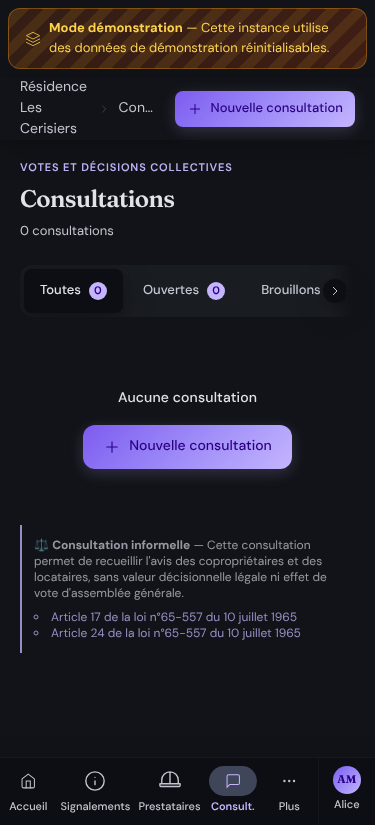 Mode démonstration — Cette instance utilise
des données de démonstration réinitialisables.
Résidence
Les
Cerisiers
Con...
Nouvelle consultation
VOTES ET DÉCISIONS COLLECTIVES
Consultations
0 consultations
Toutes 0 Ouvertes 0 Brouillons
Aucune consultation
Nouvelle consultation
⚖️ Consultation informelle — Cette consultation
permet de recueillir l'avis des copropriétaires et des
locataires, sans valeur décisionnelle légale ni effet de
vote d'assemblée générale.
Article 17 de la loi n°65-557 du 10 juillet 1965
Article 24 de la loi n°65-557 du 10 juillet 1965
AM
Accueil Signalements Prestataires Consult. Plus Alice